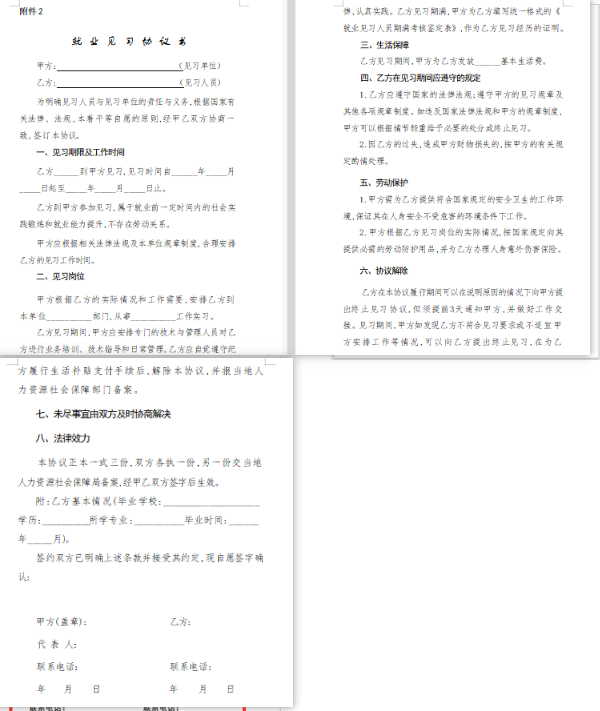 附件2
就业见习协议书
甲方:______(见习单位)
乙方:______(见习人员)
为明确见习人员与见习单位的责任与义务,根据国家有
关法律、法规,本着平等自愿的原则,经甲乙双方协商一
致,签订本协议。
一、见习期限及工作时间
乙方______到甲方见习,见习时间自______年_____月
_____日起至_____年_____月_____日止。
乙方到甲方参加见习,属于就业前一定时间内的社会实
践锻炼和就业能力提升,不存在劳动关系。
甲方应根据相关法律法规及本单位规章制度,合理安排
乙方的见习工作时间。
二、见习岗位
甲方根据乙方的实际情况和工作需要,安排乙方到
本单位__________部门,从事__________工作实习。
乙方见习期间,甲方应安排专门的技术与管理人员对乙
方进行业务培训、技术指导和日常管理,乙方应自觉遵守纪
律,认真实践。乙方见习期满,甲方为乙方填写统一格式的《
就业见习人员期满考核鉴定表》,作为乙方见习经历的证明。
三、生活保障
乙方见习期间,甲方为乙方发放______基本生活费。
四、乙方在见习期间应遵守的规定
1.乙方应遵守国家的法律法规;遵守甲方的见习规章及
其他各项规章制度。如违反国家法律法规和甲方的规章制度,
甲方可以根据情节轻重给予必要的处分或终止见习。
2.因乙方的过失,造成甲方财物损失的,按甲方的有关规
定酌情处理。
五、劳动保护
1.甲方需为乙方提供符合国家规定的安全卫生的工作环
境,保证其在人身安全不受危害的环境条件下工作。
2.甲方根据乙方见习岗位的实际情况,按国家规定向其
提供必需的劳动防护用品,并为乙方办理人身意外伤害保险。
六、协议解除
乙方在本协议履行期间可以在说明原因的情况下向甲方提
出终止见习协议,但须提前3天通知甲方,并做好工作交
接。见习期间,甲方如发现乙方不符合见习要求或不适宜甲
方安排工作等情况,可以向乙方提出终止见习,在为乙
方履行生活补贴支付手续后,解除本协议,并报当地人
力资源社会保障部门备案。
七、未尽事宜由双方及时协商解决
八、法律效力
本协议正本一式三份,双方各执一份,另一份交当地
人力资源社会保障局备案,经甲乙双方签字后生效。
附:乙方基本情况(毕业学校:____________________
学历:__________所学专业:__________毕业时间:______
年_____月)。
签约双方已明确上述条款并接受其约定,现自愿签字确
认:
甲方(盖章): 乙方:
代 表 人:
联系电话: 联系电话:
年 月 日 年 月 日
联系电话: 联系电话: